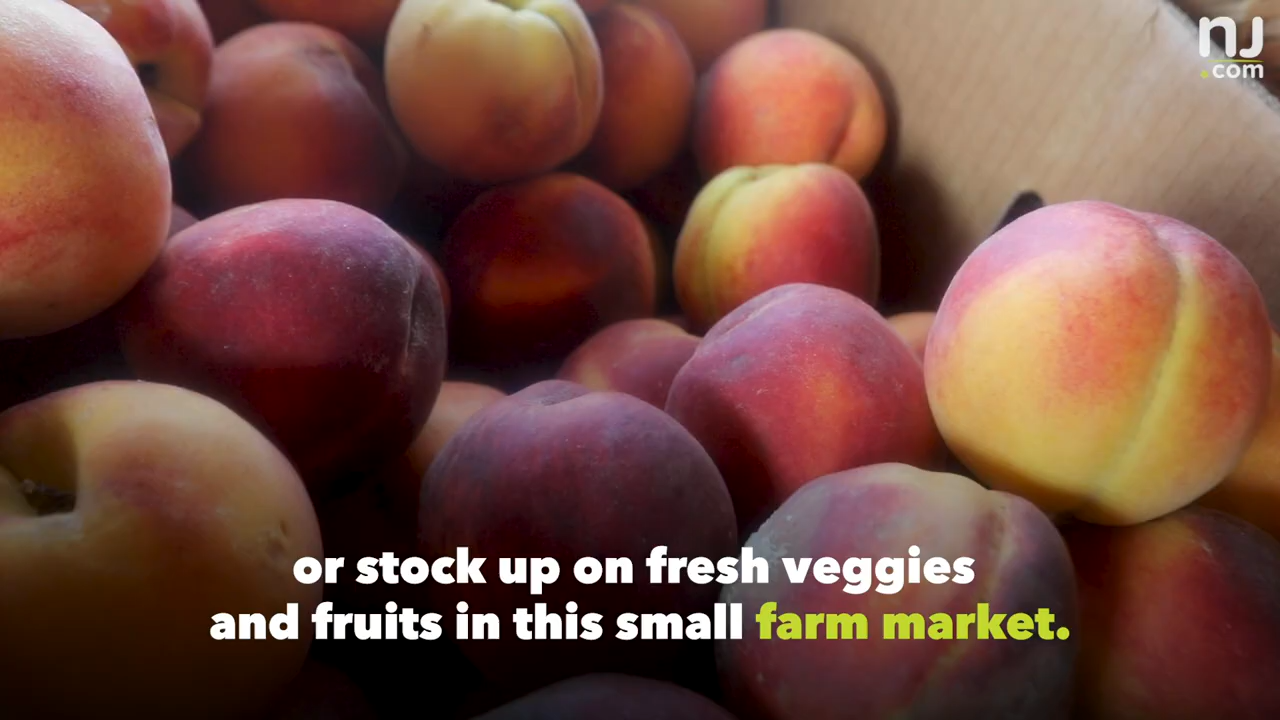 nj
.com
or stock up on fresh veggies
and fruits in this small farm market.